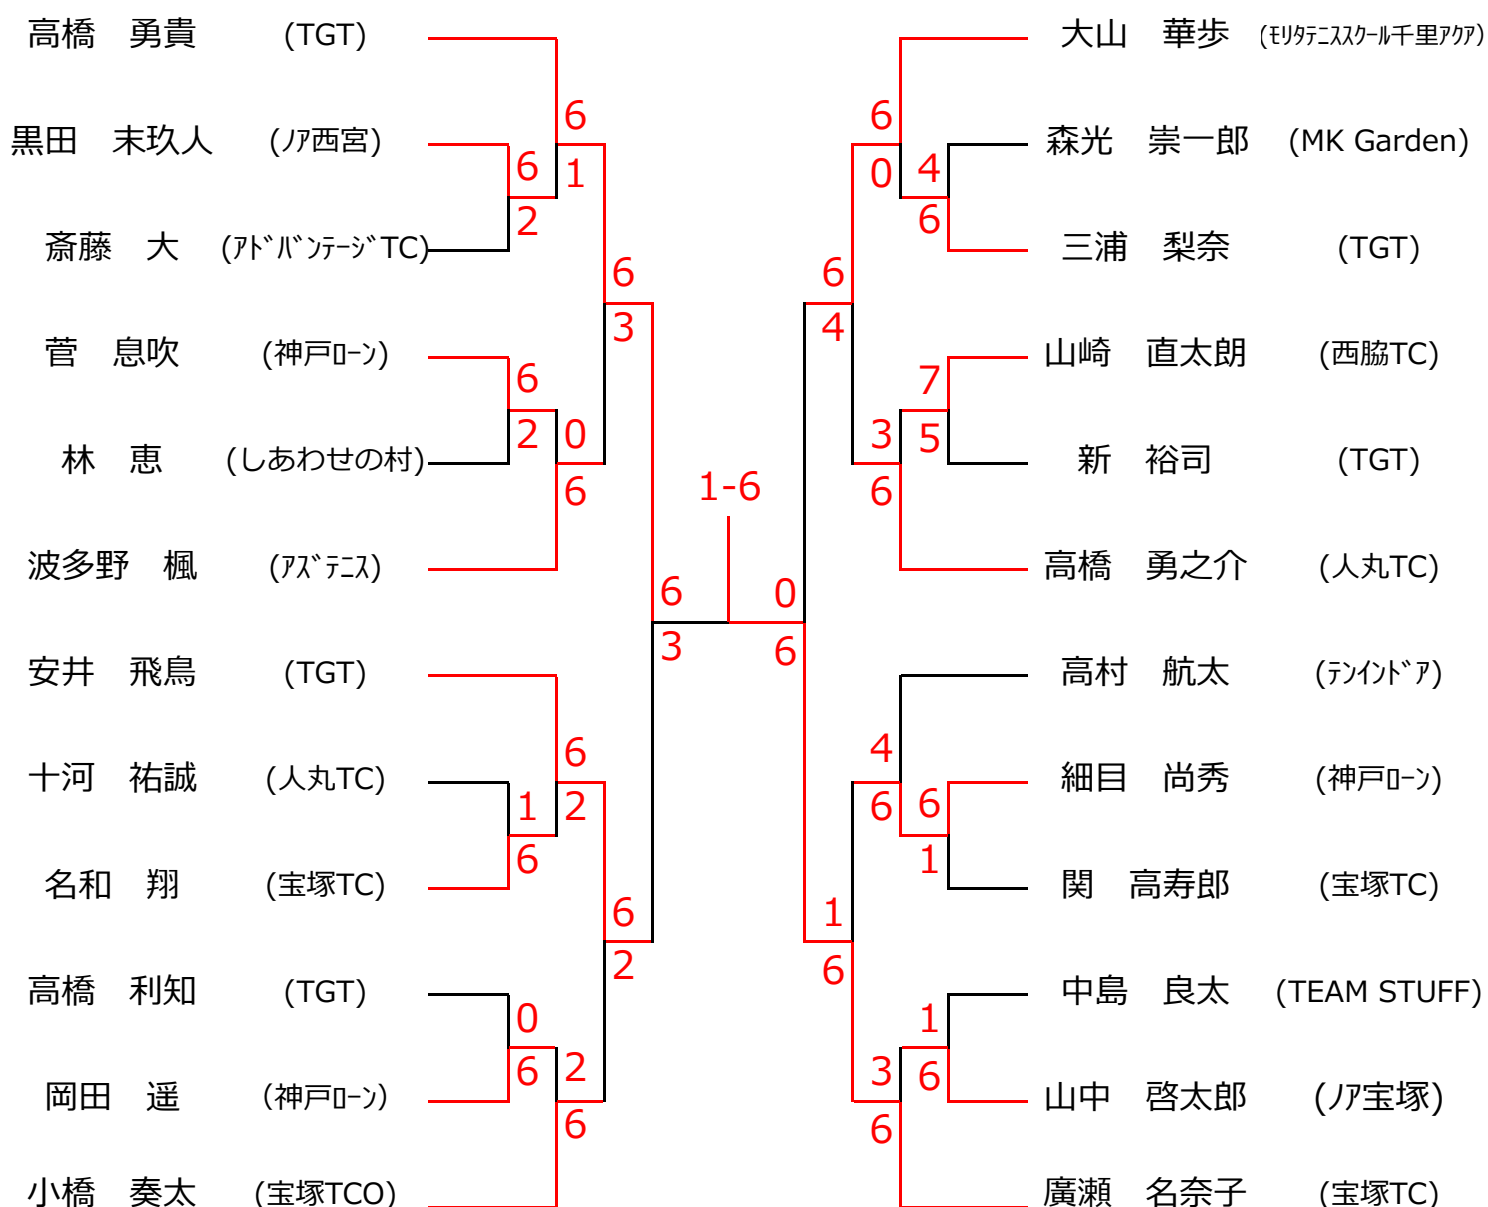 高橋　勇貴 (TGT)
6
1
黒田　末玖人 (ﾉｱ西宮)
6
2
斎藤　大 (ｱﾄﾞﾊﾞﾝﾃｰｼﾞTC)
6
3
菅　息吹 (神戸ﾛｰﾝ)
6
2
林　恵 (しあわせの村)
0
6
波多野　楓 (ｱｽﾞﾃﾆｽ)
6
3
安井　飛鳥 (TGT)
6
2
十河　祐誠 (人丸TC)
1
6
名和　翔 (宝塚TC)
6
2
高橋　利知 (TGT)
0
6
岡田　遥 (神戸ﾛｰﾝ)
2
6
小橋　奏太 (宝塚TCO)
1-6
大山　華歩 (ﾓﾘﾀﾃﾆｽｽｸｰﾙ千里ｱｸｱ)
6
0
森光　崇一郎 (MK Garden)
4
6
三浦　梨奈 (TGT)
6
4
山崎　直太朗 (西脇TC)
7
5
新　裕司 (TGT)
3
6
高橋　勇之介 (人丸TC)
0
6
高村　航太 (ﾃﾝｲﾝﾄﾞｱ)
4
6
細目　尚秀 (神戸ﾛｰﾝ)
6
1
関　高寿郎 (宝塚TC)
1
6
中島　良太 (TEAM STUFF)
1
6
山中　啓太郎 (ﾉｱ宝塚)
3
6
廣瀬　名奈子 (宝塚TC)